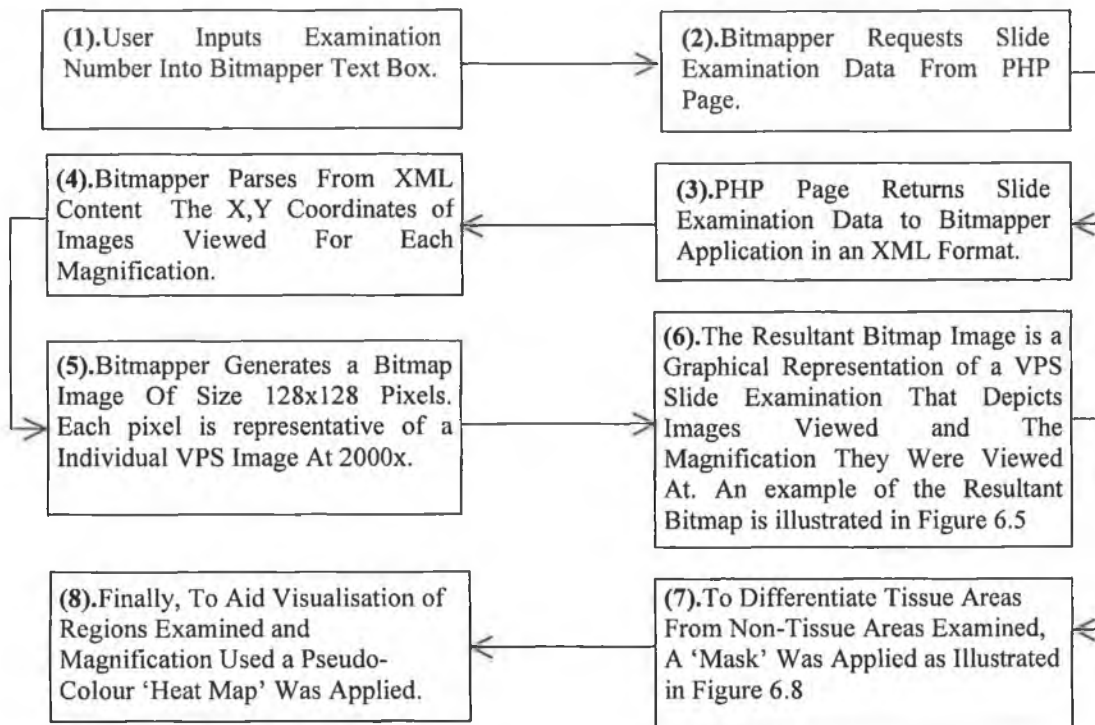 (1).User Inputs Examination
Number Into Bitmapper Text Box.
(2).Bitmapper Requests Slide
Examination Data From PHP
Page.
(3).PHP Page Returns Slide
Examination Data to Bitmapper
Application in an XML Format.
(4).Bitmapper Parses From XML
Content The X,Y Coordinates of
Images Viewed For Each
Magnification.
(5).Bitmapper Generates a Bitmap
Image Of Size 128x128 Pixels.
Each pixel is representative of a
Individual VPS Image At 2000x.
(6).The Resultant Bitmap Image is a
Graphical Representation of a VPS
Slide Examination That Depicts
Images Viewed and The
Magnification They Were Viewed
At. An example of the Resultant
Bitmap is illustrated in Figure 6.5
(7).To Differentiate Tissue Areas
From Non-Tissue Areas Examined,
A ‘Mask’ Was Applied as Illustrated
in Figure 6.8
(8).Finally, To Aid Visualisation of
Regions Examined and
Magnification Used a Pseudo-
Colour ‘Heat Map’ Was Applied.